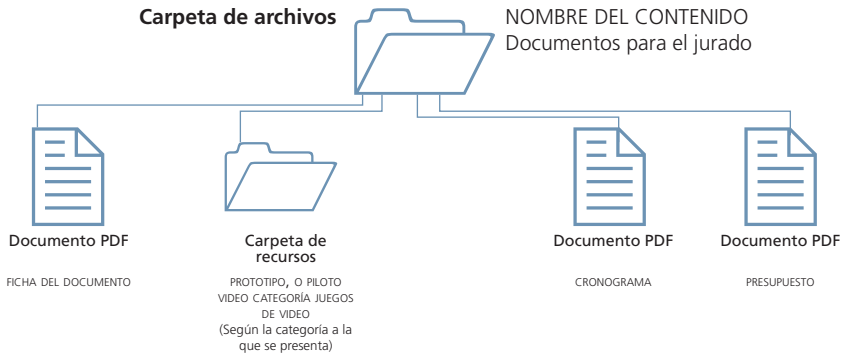 Carpeta de archivos
NOMBRE DEL CONTENIDO
Documentos para el jurado
Documento PDF
FICHA DEL DOCUMENTO
Carpeta de
recursos
PROTOTIPO, O PILOTO
VIDEO CATEGORÍA JUEGOS
DE VIDEO
(Según la categoría a la
que se presenta)
Documento PDF
CRONOGRAMA
Documento PDF
PRESUPUESTO